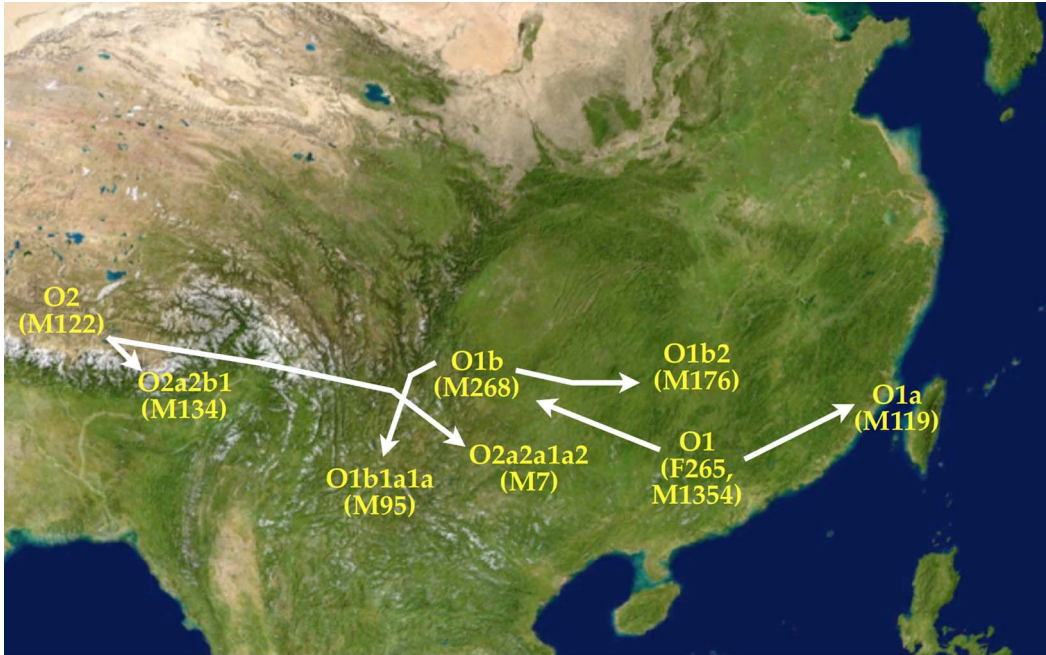 O2
(M122)
O2a2b1
(M134)
O1b
(M268)
O1b2
(M176)
O1a
(M119)
O1
(F265,
M1354)
O2a2a1a2
(M7)
O1b1a1a
(M95)